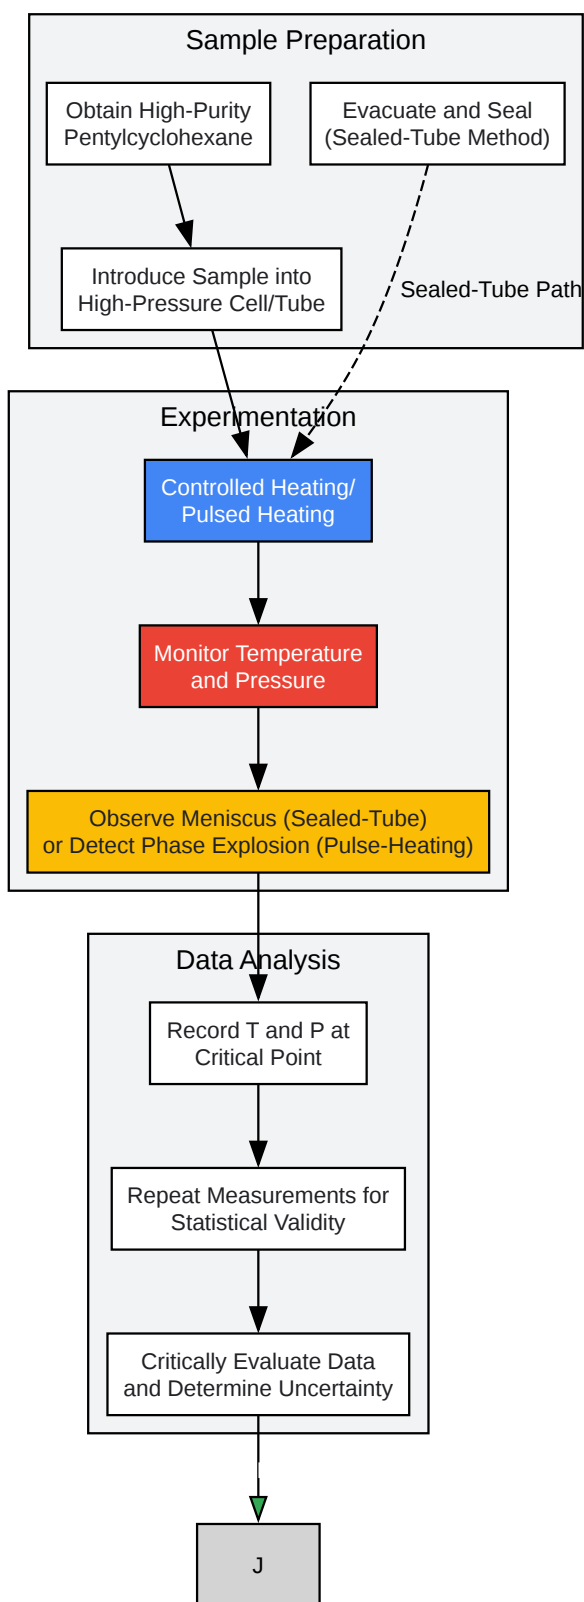 Sample Preparation
Obtain High-Purity
Pentylcyclohexane
Evacuate and Seal
(Sealed-Tube Method)
Introduce Sample into
High-Pressure Cell/Tube
Sealed-Tube Path
Experimentation
Controlled Heating/
Pulsed Heating
Monitor Temperature
and Pressure
Observe Meniscus (Sealed-Tube)
or Detect Phase Explosion (Pulse-Heating)
Data Analysis
Record T and P at
Critical Point
Repeat Measurements for
Statistical Validity
Critically Evaluate Data
and Determine Uncertainty
J